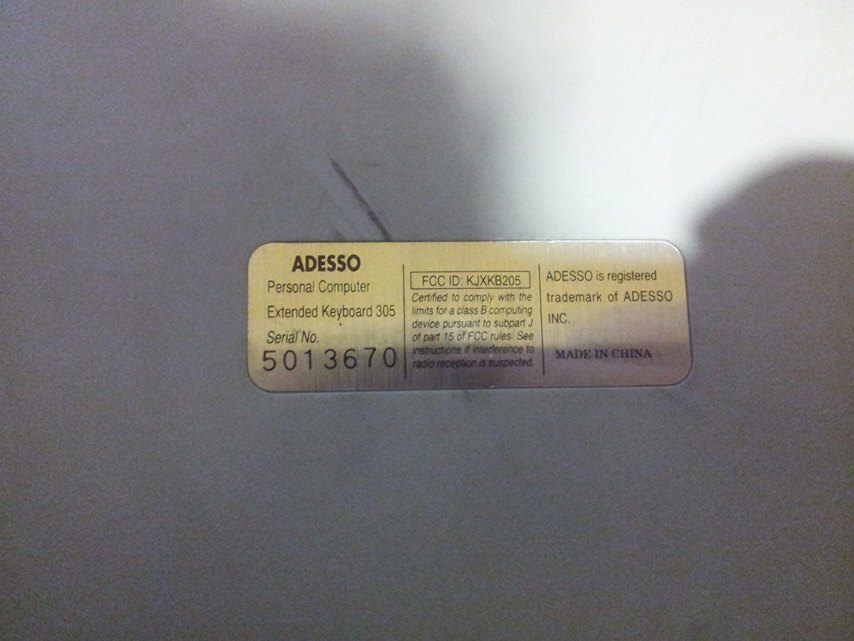 ADESSO
Personal Computer
Extended Keyboard 305
Serial No.
5013670
FCC ID: KJXKB205
Certified to comply with the
limits for a class B computing
device pursuant to subpart J
of part 15 of FCC rules. See
instructions if interference to
radio reception is suspected.
ADESSO is registered
trademark of ADESSO
INC.
MADE IN CHINA